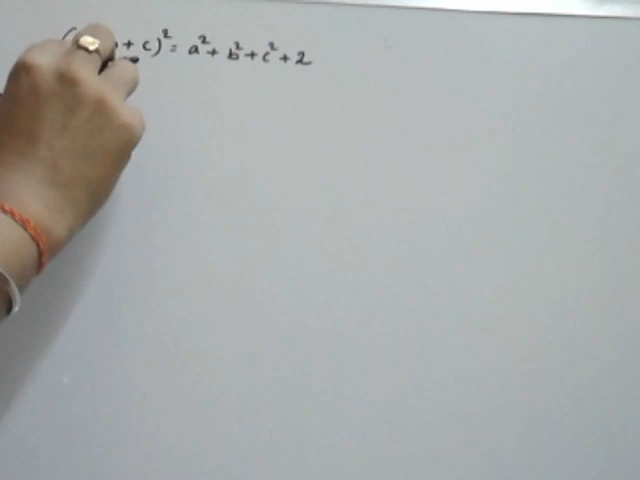 ( + c)² = a² + b² + c² + 2